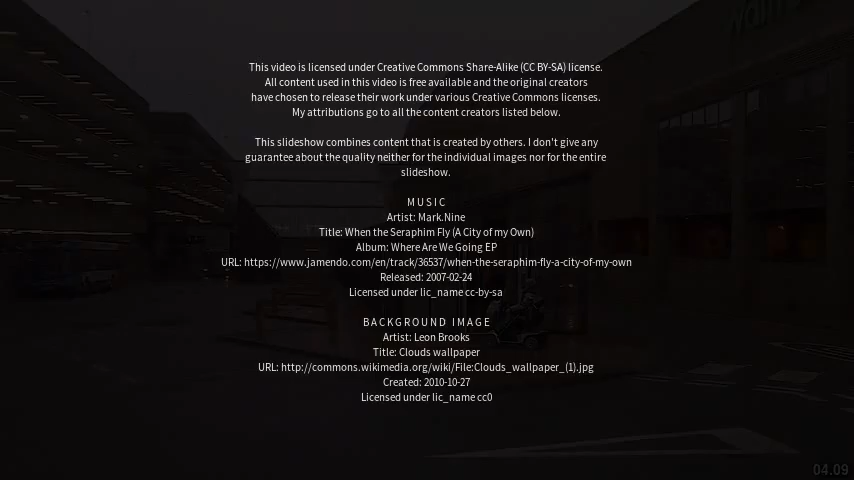 This video is licensed under Creative Commons Share-Alike (CC BY-SA) license.
All content used in this video is free available and the original creators
have chosen to release their work under various Creative Commons licenses.
My attributions go to all the content creators listed below.
This slideshow combines content that is created by others. I don't give any
guarantee about the quality neither for the individual images nor for the entire
slideshow.
MUSIC
Artist: Mark.Nine
Title: When the Seraphim Fly (A City of my Own)
Album: Where Are We Going EP
URL: https://www.jamendo.com/en/track/36537/when-the-seraphim-fly-a-city-of-my-own
Released: 2007-02-24
Licensed under lic_name cc-by-sa
BACKGROUND IMAGE
Artist: Leon Brooks
Title: Clouds wallpaper
URL: http://commons.wikimedia.org/wiki/File:Clouds_wallpaper_(1).jpg
Created: 2010-10-27
Licensed under lic_name cc0
04.09